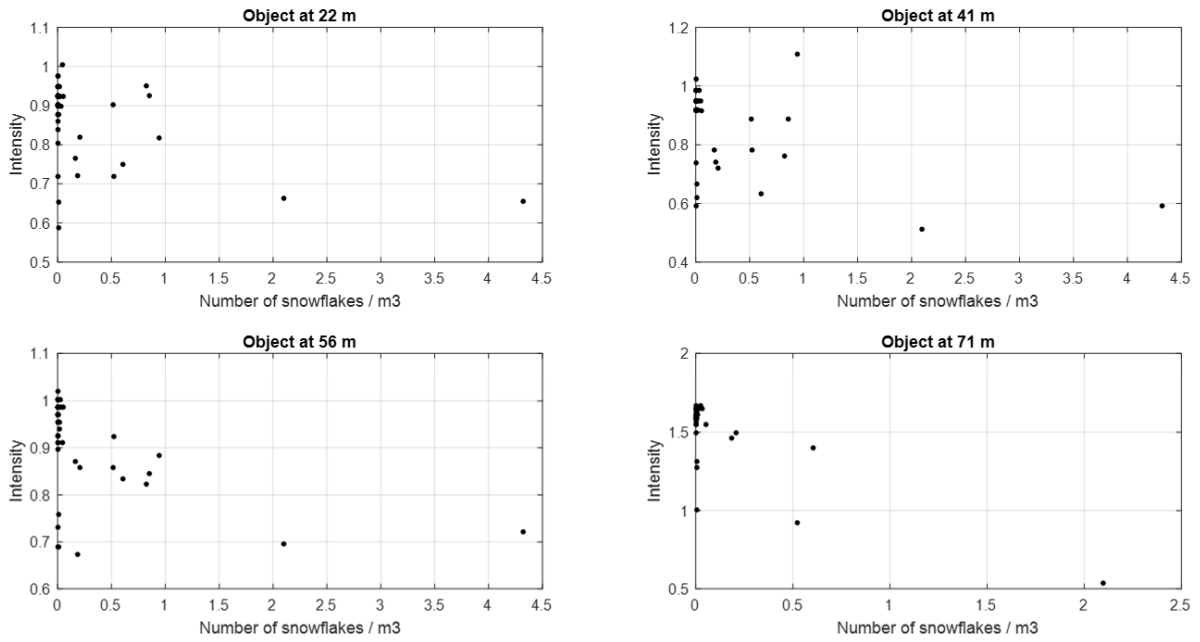 Object at 22 m
1.1
1
0.9
0.8
0.7
0.6
0.5
Intensity
0 0.5 1 1.5 2 2.5 3 3.5 4 4.5
Number of snowflakes / m3
Object at 41 m
1.2
1
0.8
0.6
0.4
Intensity
0 0.5 1 1.5 2 2.5 3 3.5 4 4.5
Number of snowflakes / m3
Object at 56 m
1.1
1
0.9
0.8
0.7
0.6
Intensity
0 0.5 1 1.5 2 2.5 3 3.5 4 4.5
Number of snowflakes / m3
Object at 71 m
2
1.5
1
0.5
Intensity
0 0.5 1 1.5 2 2.5
Number of snowflakes / m3